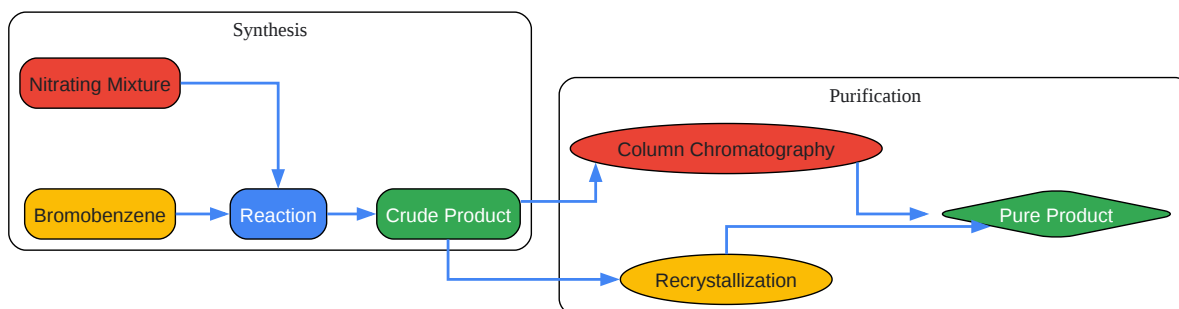 Synthesis
Nitrating Mixture
Bromobenzene
Reaction
Crude Product
Purification
Column Chromatography
Recrystallization
Pure Product